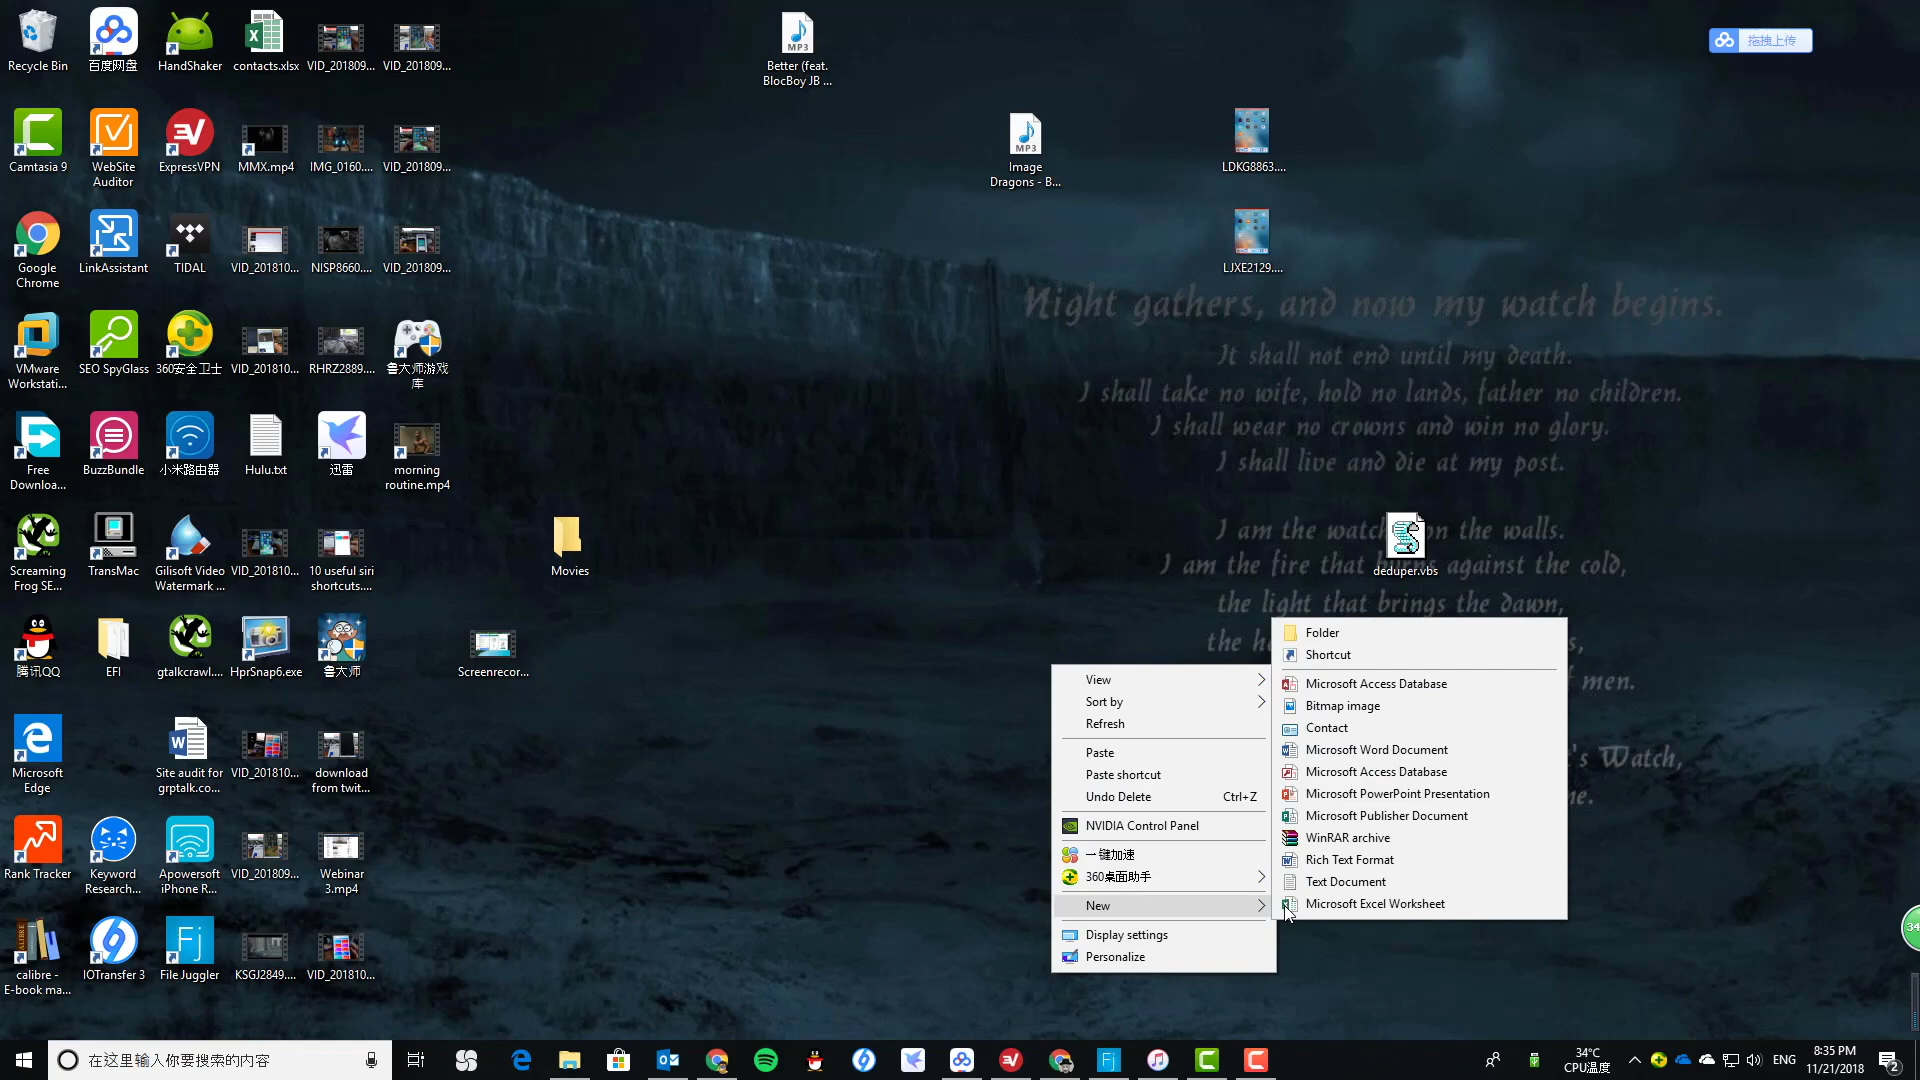 Recycle Bin
百度网盘
HandShaker
contacts.xlsx
VID_201809...
VID_201809...
MP3
Better (feat.
BlocBoy JB ...
拖拽上传
Camtasia 9
WebSite
Auditor
ExpressVPN
MMX.mp4
IMG_0160....
VID_201809...
MP3
Image
Dragons - B...
LDKG8863....
Google
Chrome
LinkAssistant
TIDAL
VID_201810...
NISP8660....
VID_201809...
LJXE2129....
Night gathers, and now my watch begins.
It shall not end until my death.
I shall take no wife, hold no lands, father no children.
I shall wear no crowns and win no glory.
I shall live and die at my post.
VMware
Workstati...
SEO SpyGlass
360安全卫士
VID_201810...
RHRZ2889....
鲁大师游戏
库
Free
Downloa...
BuzzBundle
小米路由器
Hulu.txt
迅雷
morning
routine.mp4
I am the watch on the walls.
I am the fire that burns against the cold,
the light that brings the dawn,
the
men.
's Watch,
Screaming
Frog SE...
TransMac
Gilisoft Video
Watermark ...
VID_201810...
10 useful siri
shortcuts....
Movies
deduper.vbs
腾讯QQ
EFI
gtalkcrawl....
HprSnap6.exe
鲁大师
Screenrecor...
Microsoft
Edge
Site audit for
grptalk.co...
VID_201810...
download
from twit...
Rank Tracker
Keyword
Research...
Apowersoft
iPhone R...
VID_201809...
Webinar
3.mp4
calibre -
E-book ma...
IOTransfer 3
File Juggler
KSGJ2849....
VID_201810...
View
Sort by
Refresh
Paste
Paste shortcut
Undo Delete Ctrl+Z
NVIDIA Control Panel
一键加速
360桌面助手
New
Display settings
Personalize
Folder
Shortcut
Microsoft Access Database
Bitmap image
Contact
Microsoft Word Document
Microsoft Access Database
Microsoft PowerPoint Presentation
Microsoft Publisher Document
WinRAR archive
Rich Text Format
Text Document
Microsoft Excel Worksheet
34
在这里输入你要搜索的内容
34°C
CPU温度
ENG
8:35 PM
11/21/2018
2